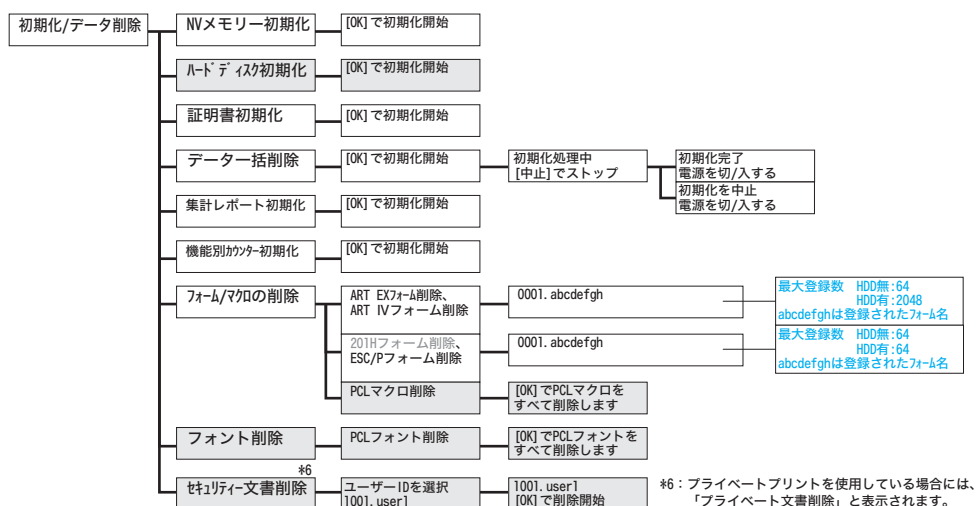 初期化/データ削除
NVメモリー初期化
[OK]で初期化開始
ハードディスク初期化
[OK]で初期化開始
証明書初期化
[OK]で初期化開始
データ一括削除
[OK]で初期化開始
初期化処理中
[中止]でストップ
初期化完了
電源を切/入する
初期化を中止
電源を切/入する
集計レポート初期化
[OK]で初期化開始
機能別カウンター初期化
[OK]で初期化開始
フォーム/マクロの削除
ART EXフォーム削除、
ART IVフォーム削除
0001.abcdefgh
最大登録数 HDD無:64
HDD有:2048
abcdefghは登録されたフォーム名
201Hフォーム削除、
ESC/Pフォーム削除
0001.abcdefgh
最大登録数 HDD無:64
HDD有:64
abcdefghは登録されたフォーム名
PCLマクロ削除
[OK]でPCLマクロを
すべて削除します
フォント削除
PCLフォント削除
[OK]でPCLフォントを
すべて削除します
*6
セキュリティー文書削除
ユーザーIDを選択
1001.user1
1001.user1
[OK]で削除開始
*6：プライベートプリントを使用している場合には、
「プライベート文書削除」と表示されます。